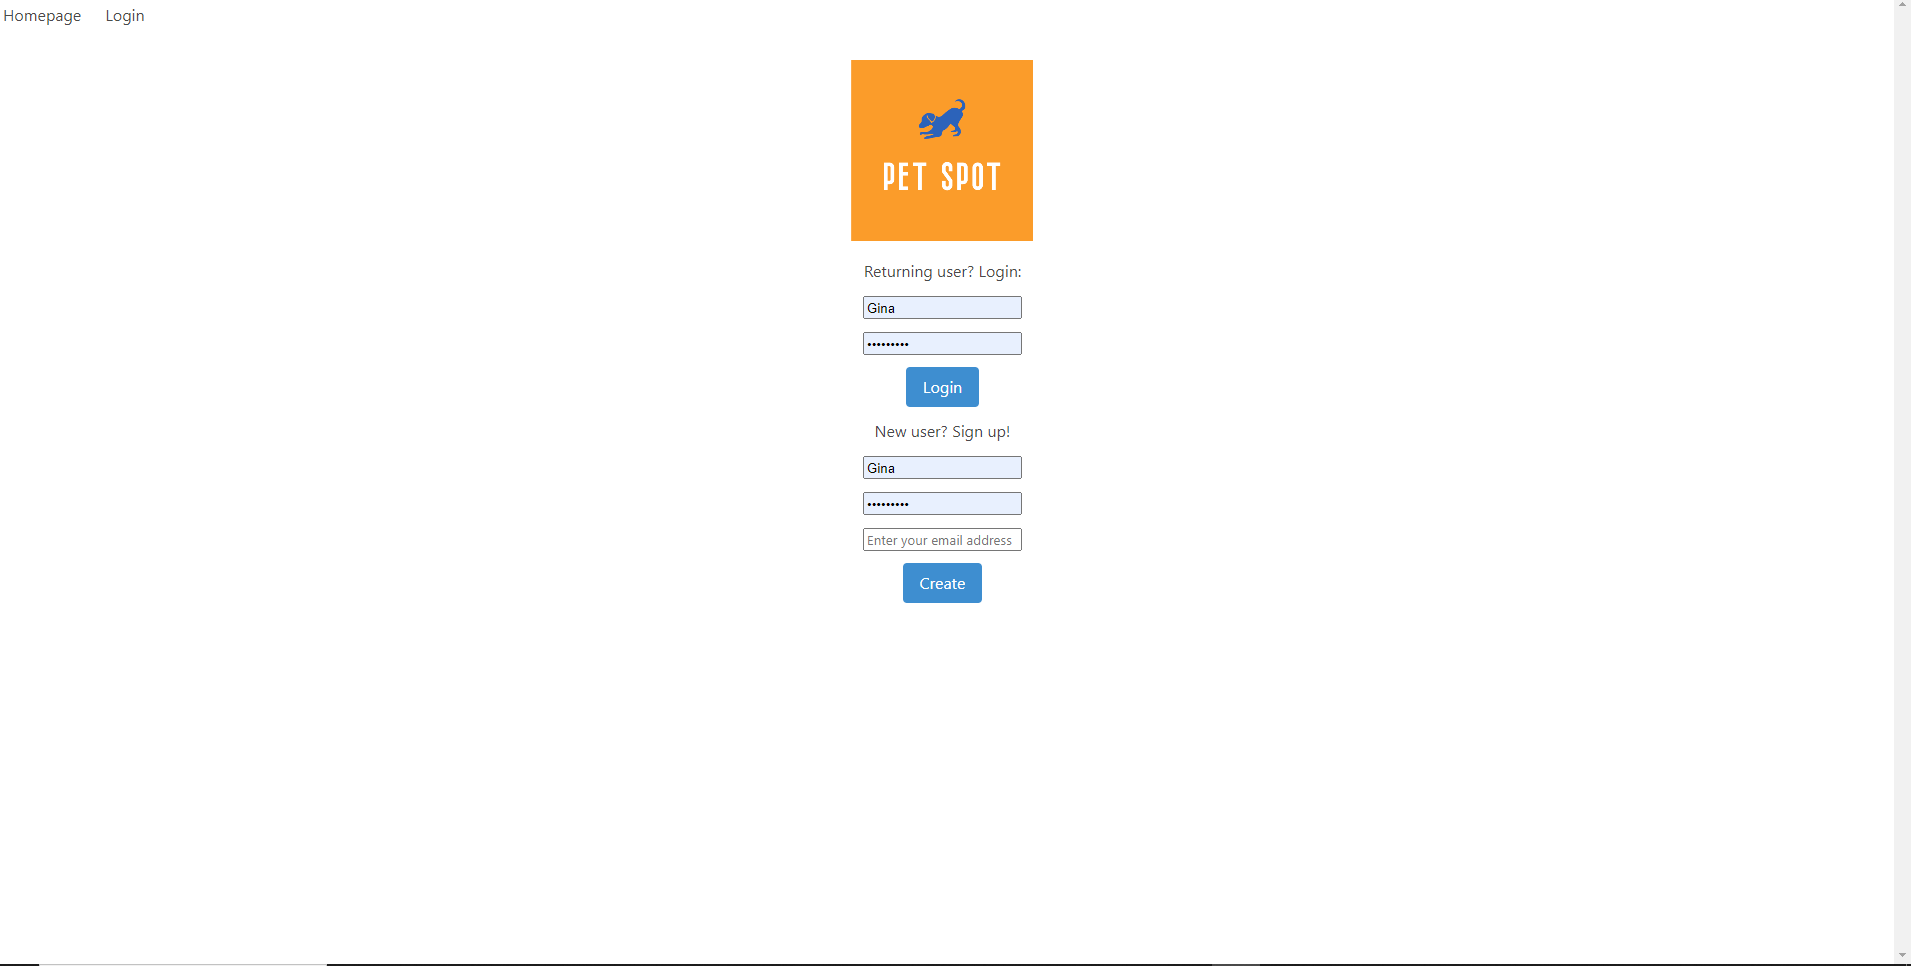 Homepage Login
PET SPOT
Returning user? Login:
Gina
•••••••••
Login
New user? Sign up!
Gina
•••••••••
Enter your email address
Create